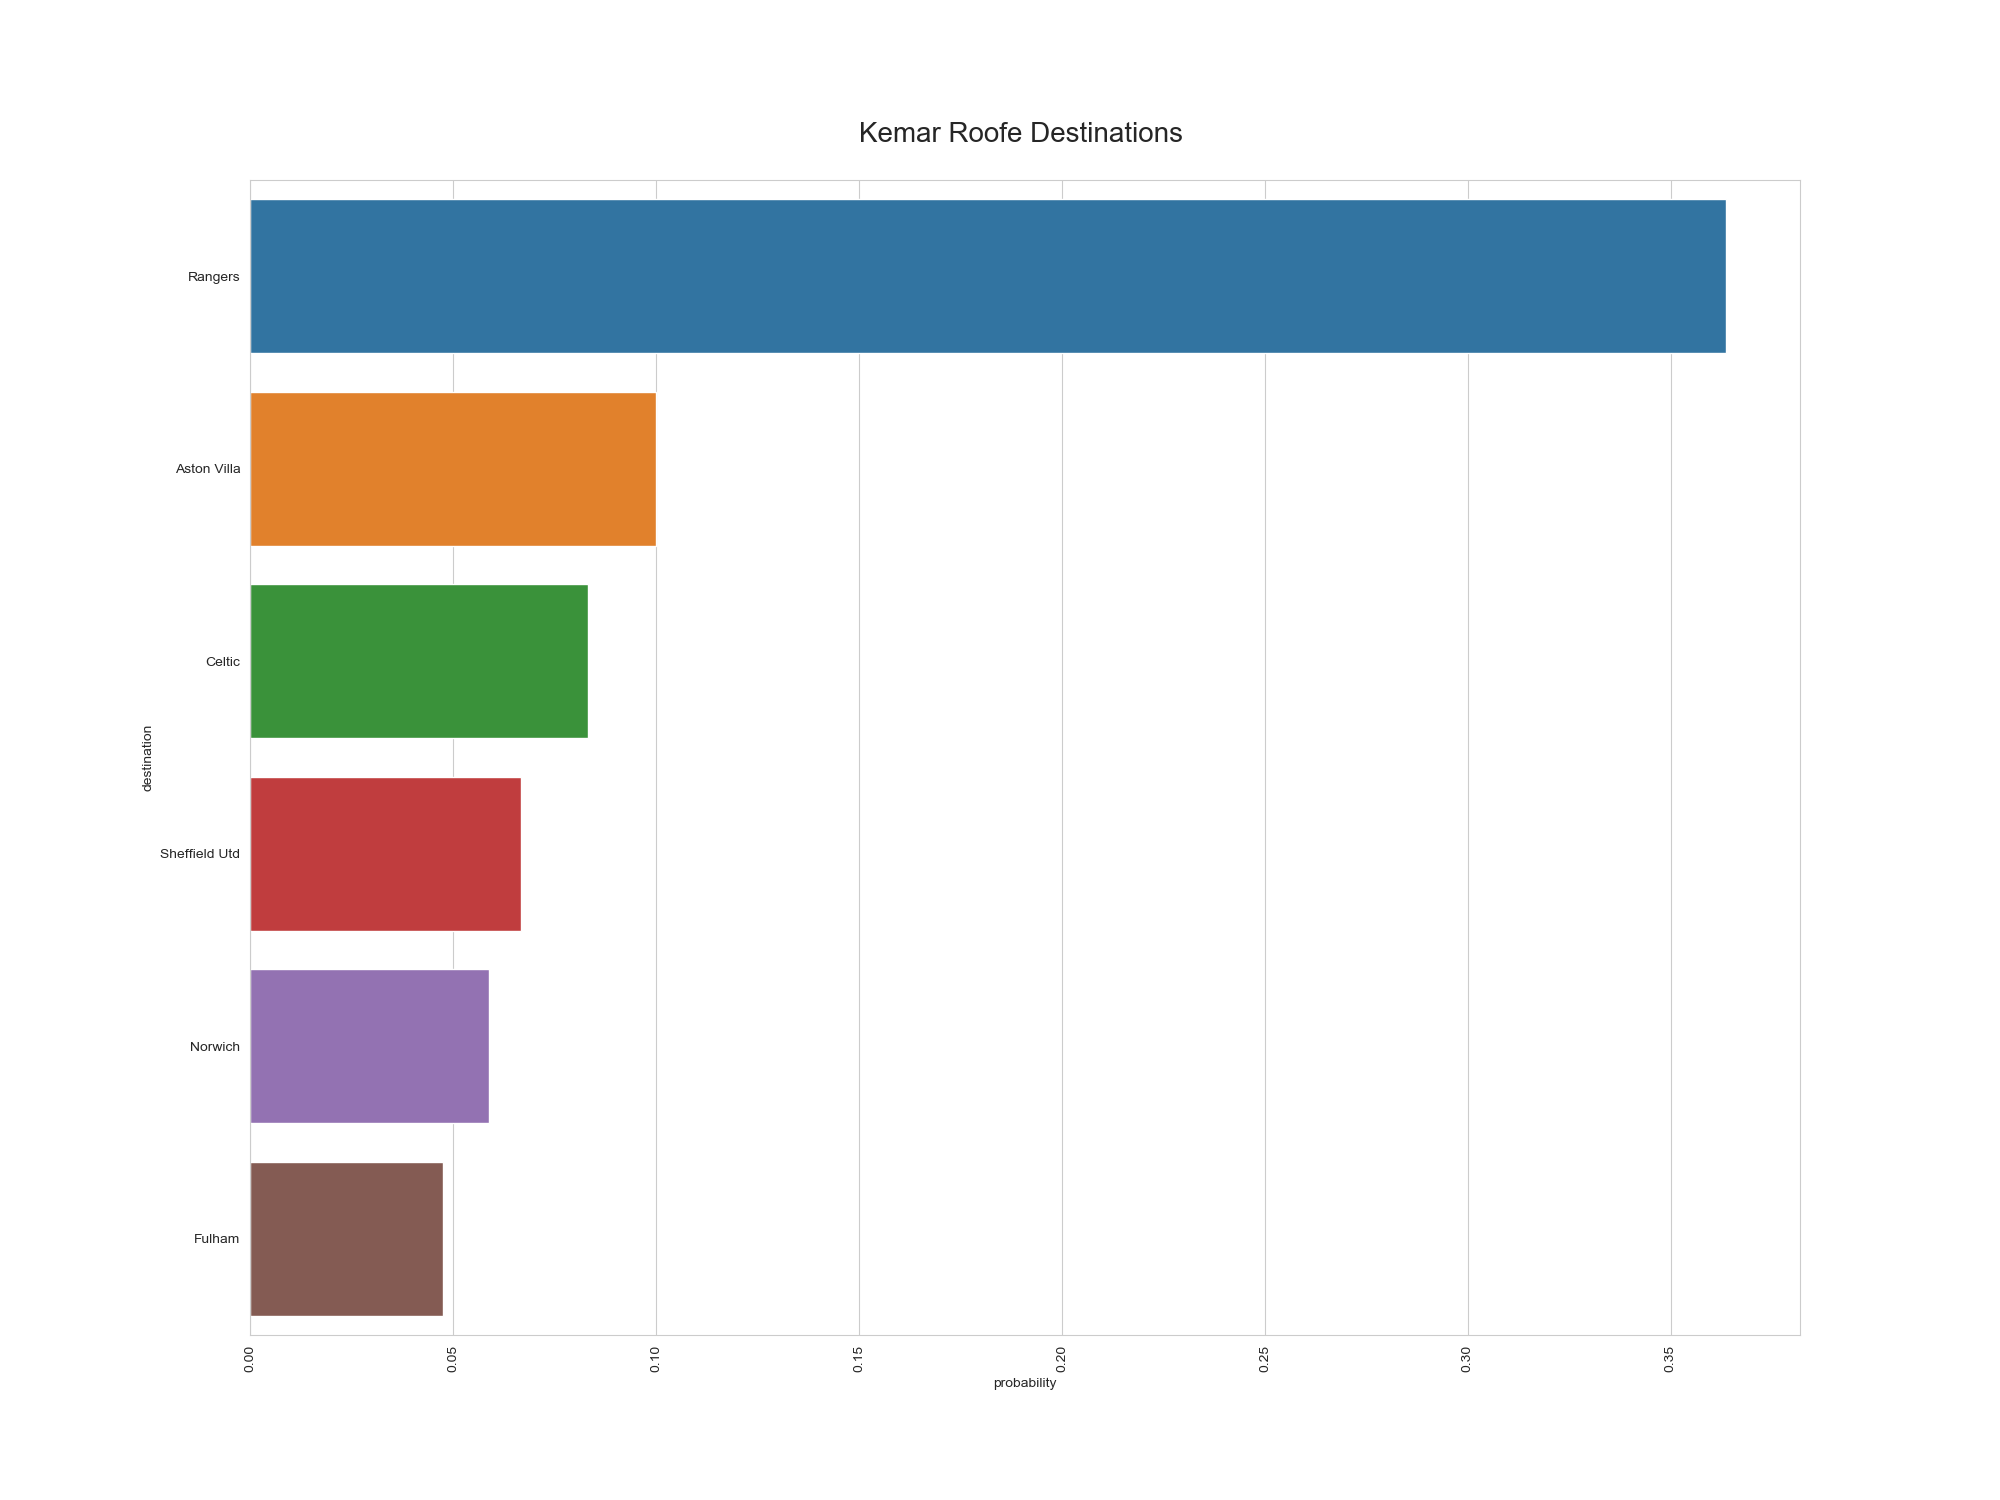 Kemar Roofe Destinations
Rangers
Aston Villa
Celtic
destination
Sheffield Utd
Norwich
Fulham
0.00 0.05 0.10 0.15 0.20 0.25 0.30 0.35
probability